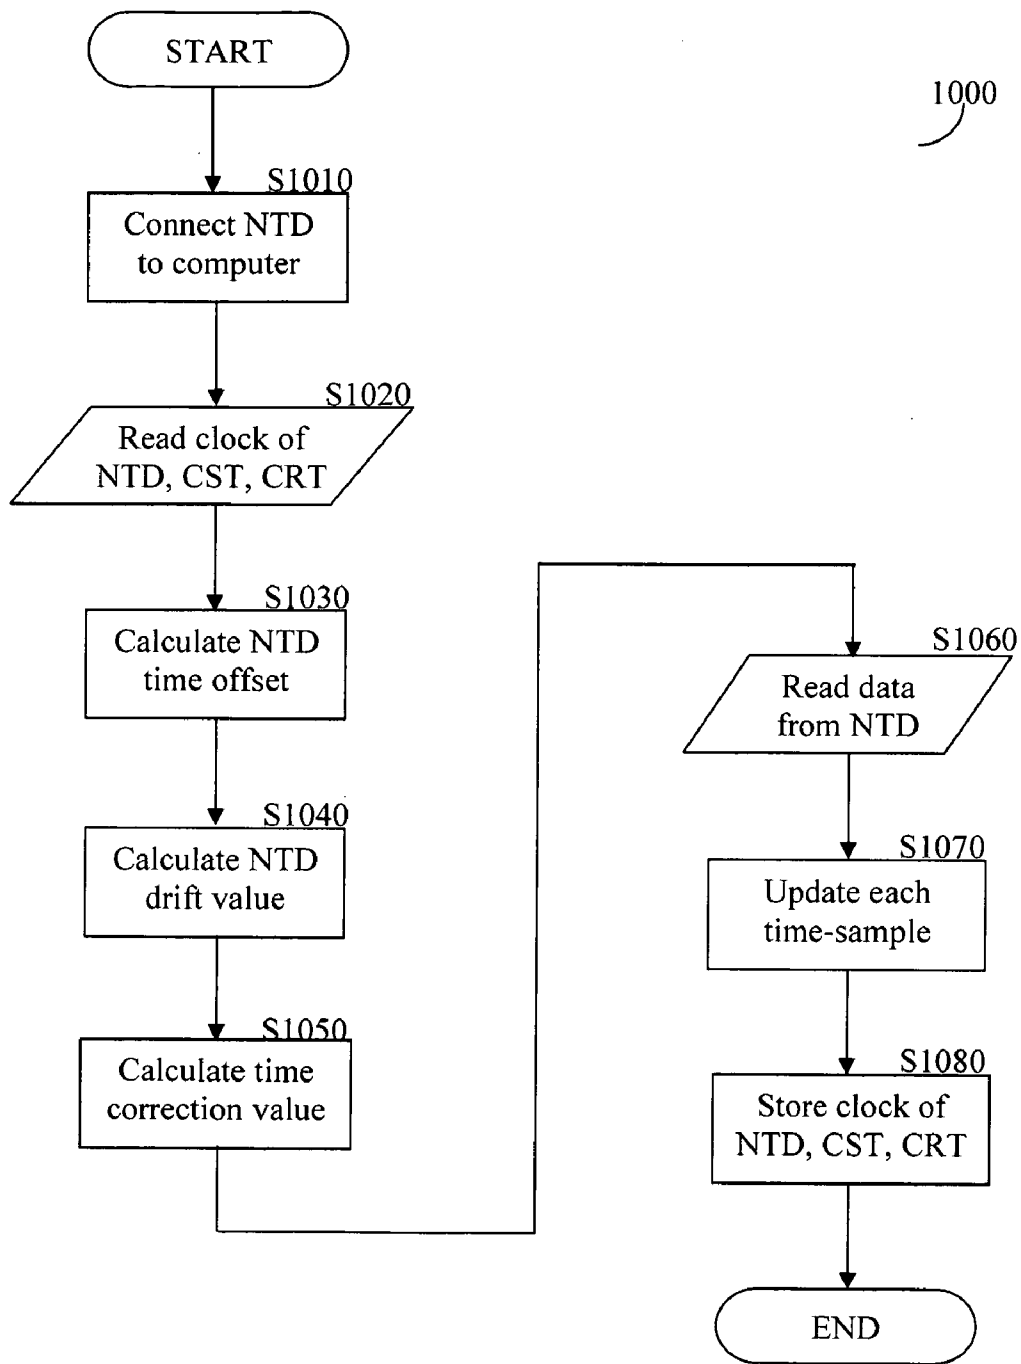 START
1000
S1010
Connect NTD
to computer
S1020
Read clock of
NTD, CST, CRT
S1030
Calculate NTD
time offset
S1040
Calculate NTD
drift value
S1050
Calculate time
correction value
S1060
Read data
from NTD
S1070
Update each
time-sample
S1080
Store clock of
NTD, CST, CRT
END